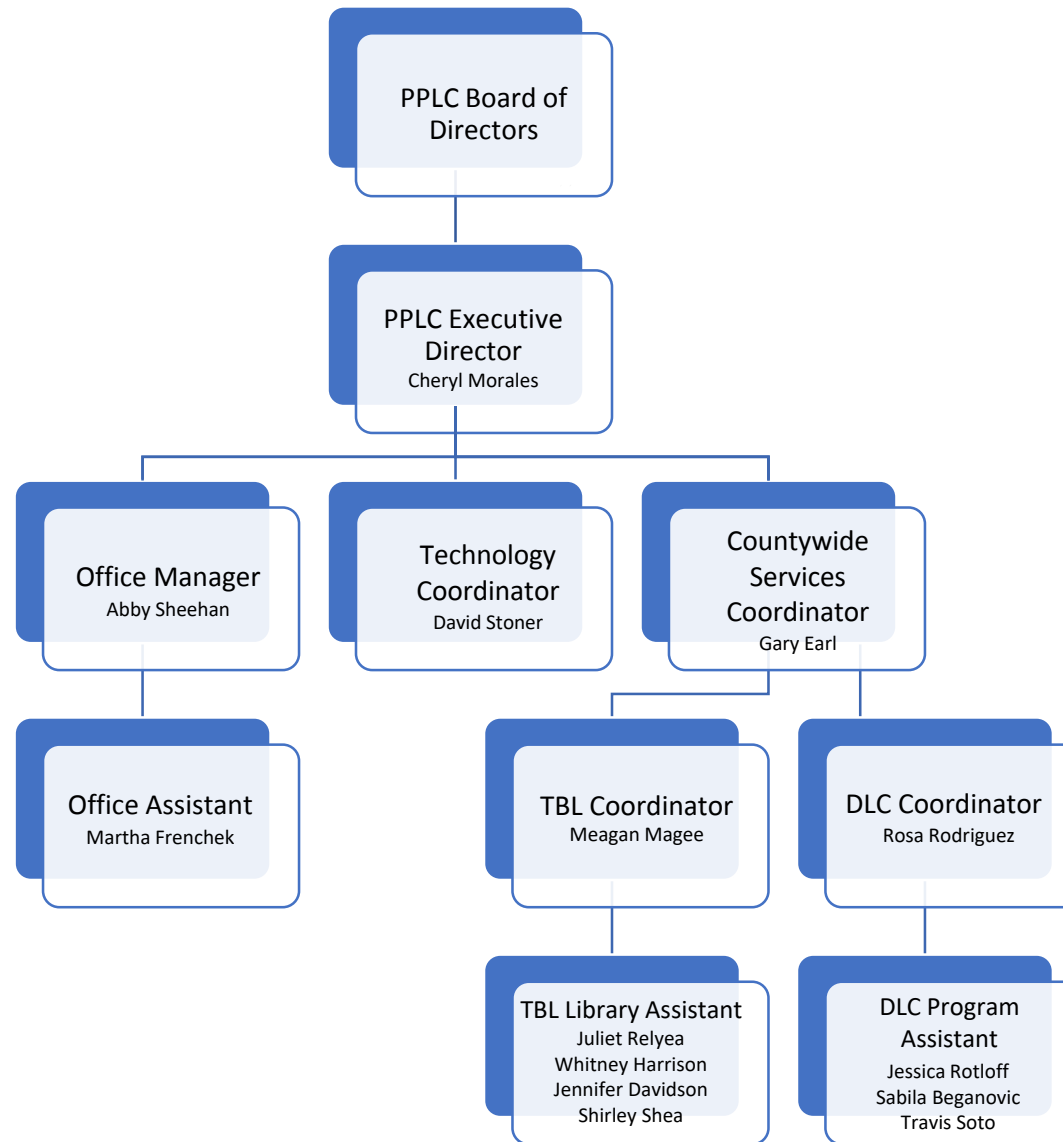 PPLC Board of
Directors
PPLC Executive
Director
Cheryl Morales
Office Manager
Abby Sheehan
Technology
Coordinator
David Stoner
Countywide
Services
Coordinator
Gary Earl
Office Assistant
Martha Frenchek
TBL Coordinator
Meagan Magee
DLC Coordinator
Rosa Rodriguez
TBL Library Assistant
Juliet Relyea
Whitney Harrison
Jennifer Davidson
Shirley Shea
DLC Program
Assistant
Jessica Rotloff
Sabila Beganovic
Travis Soto